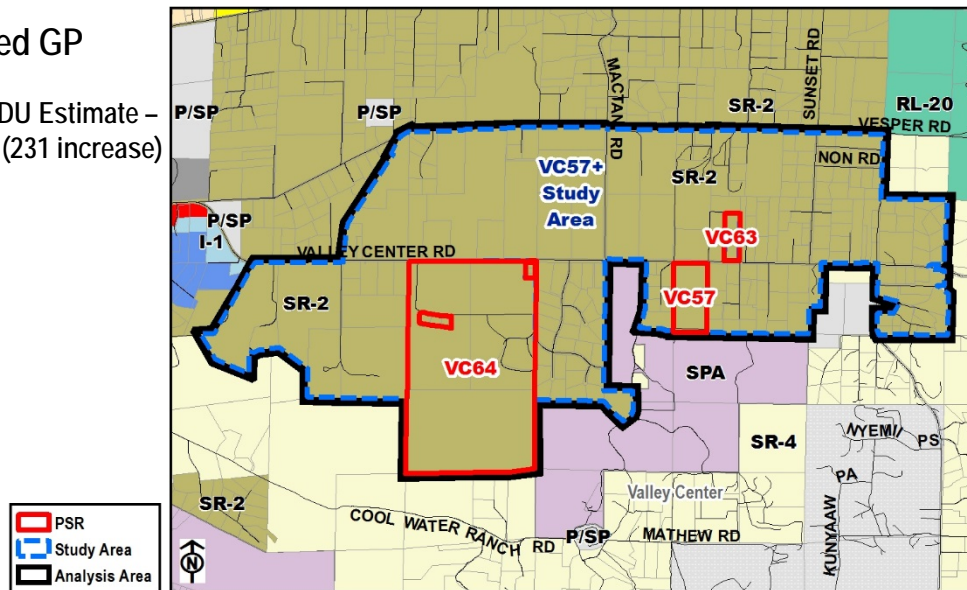 ed GP
DU Estimate –
(231 increase)
P/SP
P/SP
MACTAN RD
SR-2
SUNSET RD
RL-20
VESPER RD
VC57+
Study
Area
SR-2
NON RD
P/SP
I-1
VALLEY CENTER RD
VC63
SR-2
VC57
VC64
SPA
SR-4
NYEMII
PS
PA
SR-2
Valley Center
COOL WATER RANCH RD
P/SP
MATHEW RD
KUNYAAW
PSR
Study Area
Analysis Area
N